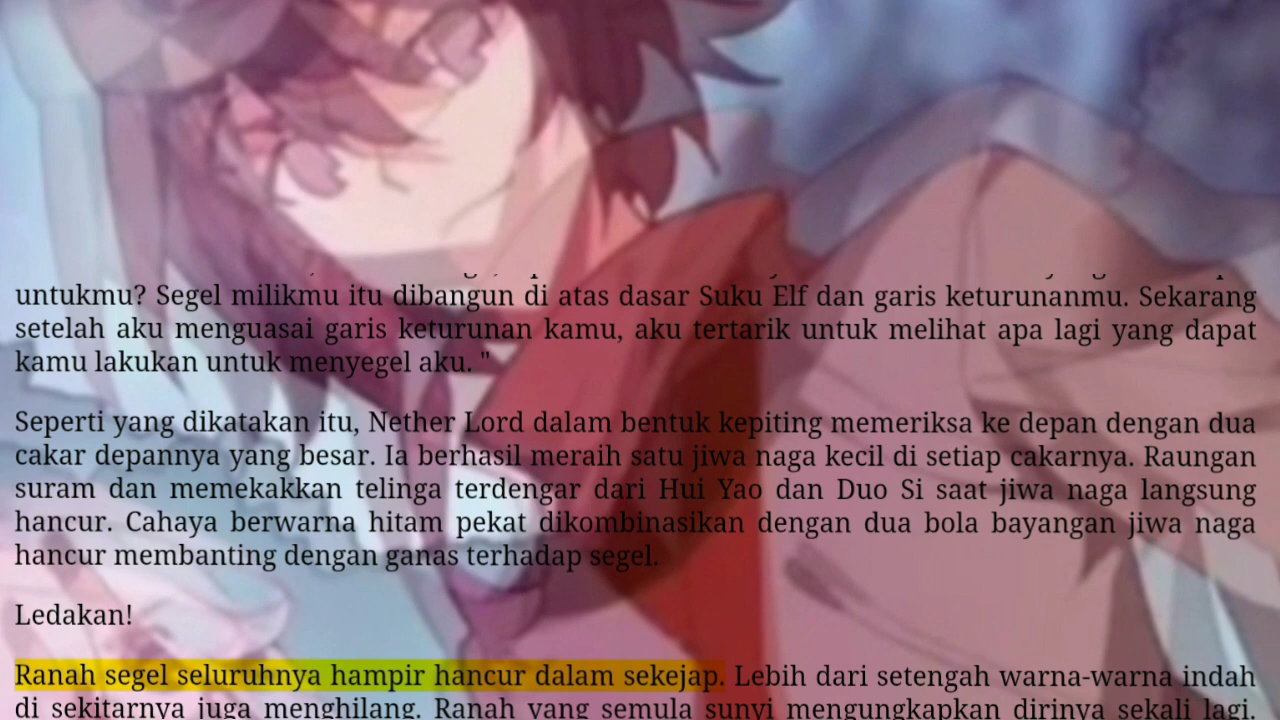 untukmu? Segel milikmu itu dibangun di atas dasar Suku Elf dan garis keturunanmu. Sekarang
setelah aku menguasai garis keturunan kamu, aku tertarik untuk melihat apa lagi yang dapat
kamu lakukan untuk menyegel aku. "
Seperti yang dikatakan itu, Nether Lord dalam bentuk kepiting memeriksa ke depan dengan dua
cakar depannya yang besar. Ia berhasil meraih satu jiwa naga kecil di setiap cakarnya. Raungan
suram dan memekakkan telinga terdengar dari Hui Yao dan Duo Si saat jiwa naga langsung
hancur. Cahaya berwarna hitam pekat dikombinasikan dengan dua bola bayangan jiwa naga
hancur membanting dengan ganas terhadap segel.
Ledakan!
Ranah segel seluruhnya hampir hancur dalam sekejap. Lebih dari setengah warna-warna indah
di sekitarnya juga menghilang. Ranah yang semula sunyi mengungkapkan dirinya sekali lagi.